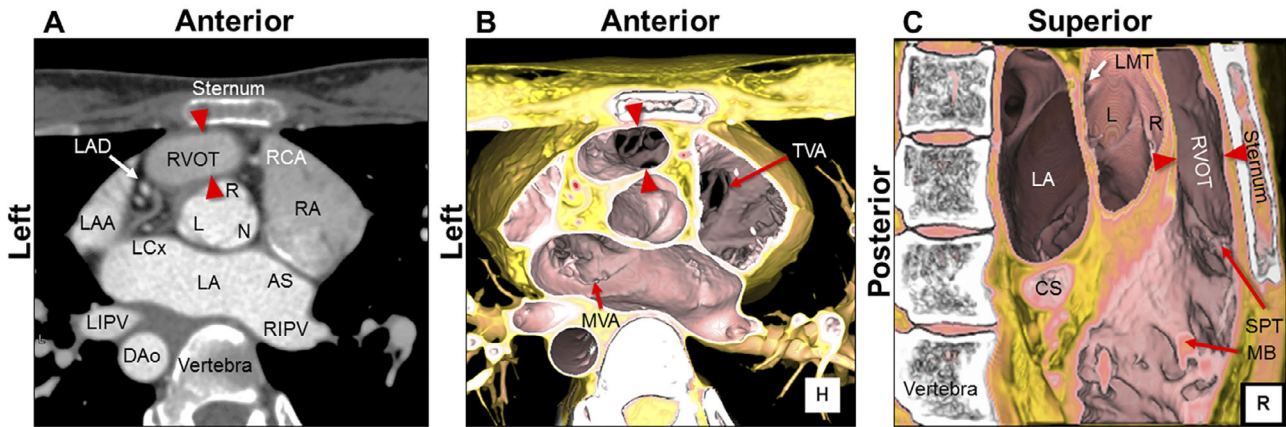 A
Anterior
Left
Sternum
LAD
RVOT
RCA
R
LAA
L
N
RA
LCx
LA
AS
LIPV
RIPV
DAo
Vertebra
L
B
Anterior
Left
TVA
MVA
H
C
Superior
Posterior
LMT
L
R
RVOT
Sternum
LA
CS
SPT
MB
Vertebra
R